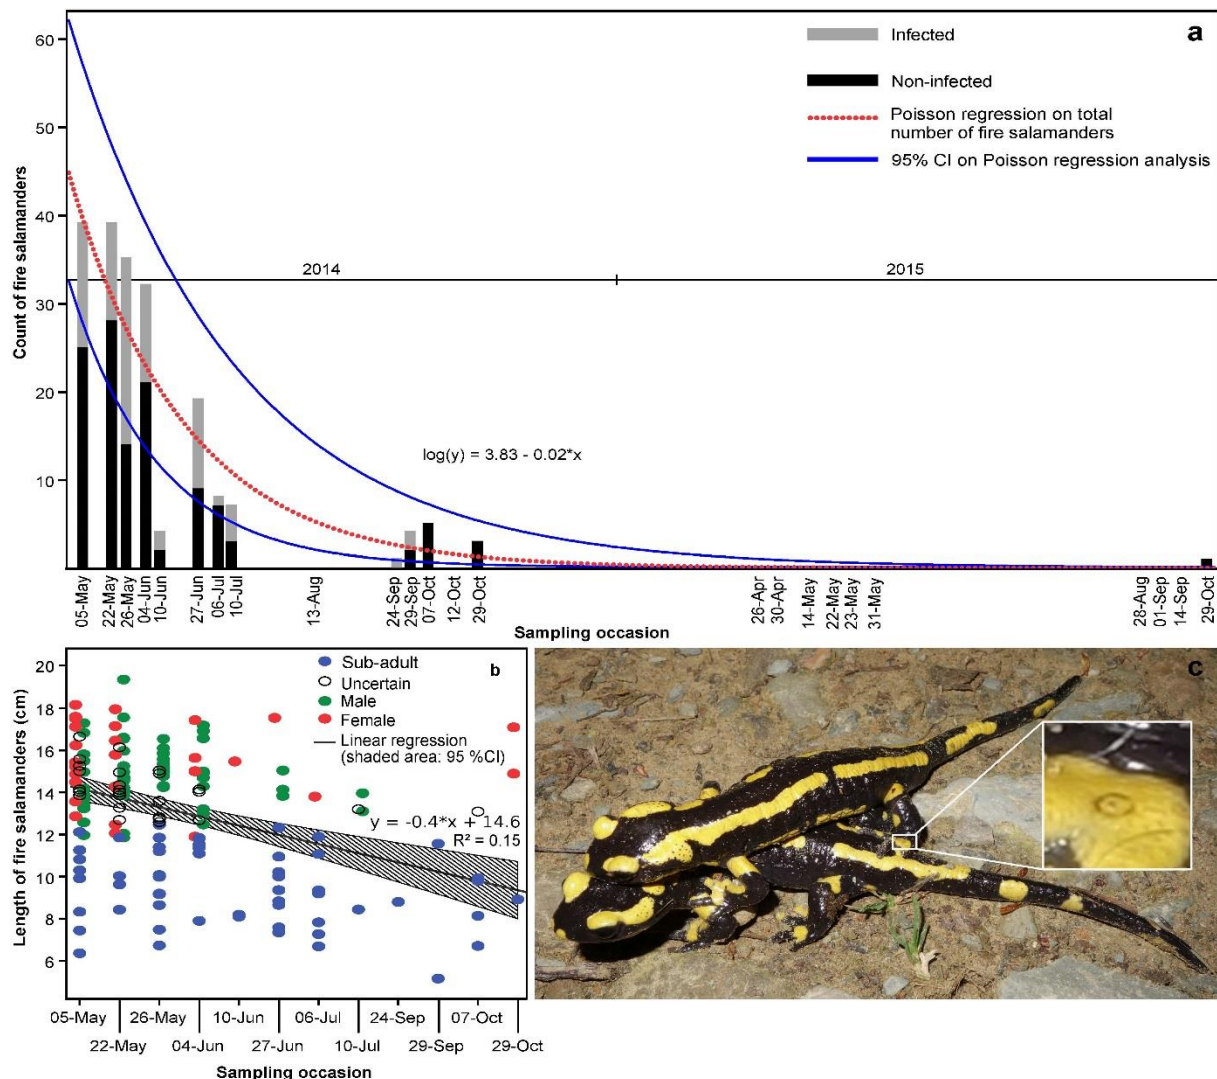 a
60
50
40
30
20
10
Count of fire salamanders
Infected
Non-infected
Poisson regression on total
number of fire salamanders
95% CI on Poisson regression analysis
2014
2015
log(y) = 3.83 - 0.02*x
05-May
22-May
26-May
04-Jun
10-Jun
27-Jun
06-Jul
10-Jul
13-Aug
24-Sep
29-Sep
07-Oct
12-Oct
29-Oct
26-Apr
30-Apr
14-May
22-May
23-May
31-May
28-Aug
01-Sep
14-Sep
29-Oct
Sampling occasion
b
20
18
16
14
12
10
8
6
Length of fire salamanders (cm)
Sub-adult
Uncertain
Male
Female
Linear regression
(shaded area: 95 %CI)
y = -0.4*x + 14.6
R² = 0.15
05-May
26-May
10-Jun
06-Jul
24-Sep
07-Oct
22-May
04-Jun
27-Jun
10-Jul
29-Sep
29-Oct
Sampling occasion
c